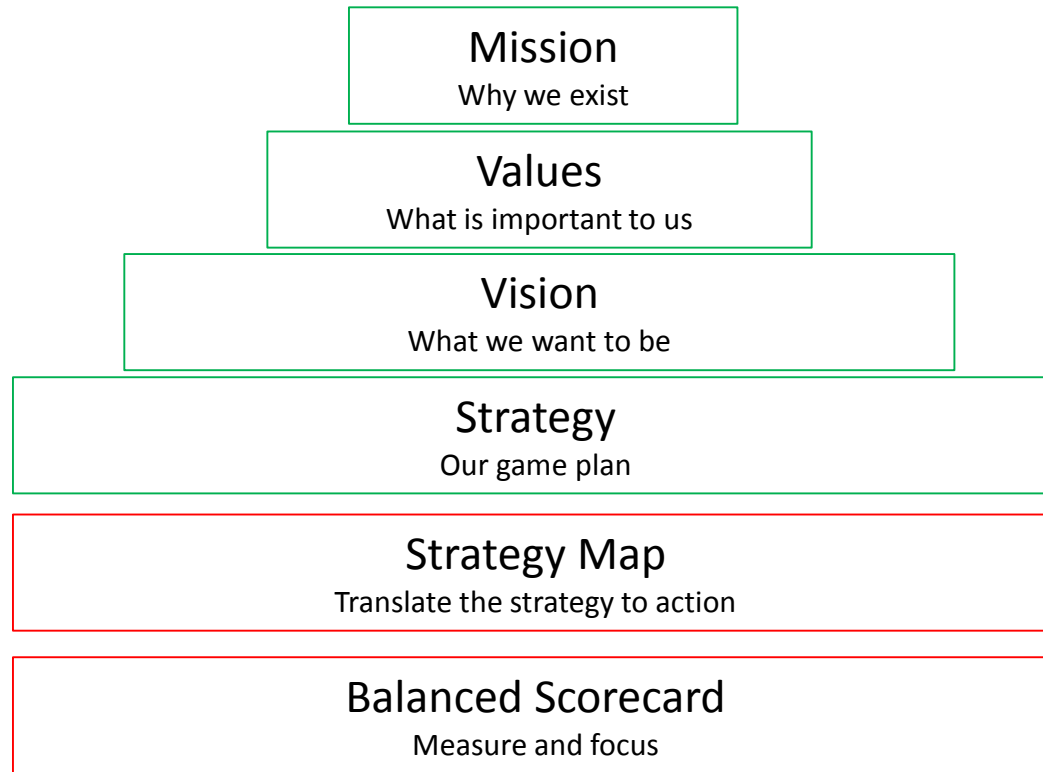 Mission
Why we exist
Values
What is important to us
Vision
What we want to be
Strategy
Our game plan
Strategy Map
Translate the strategy to action
Balanced Scorecard
Measure and focus